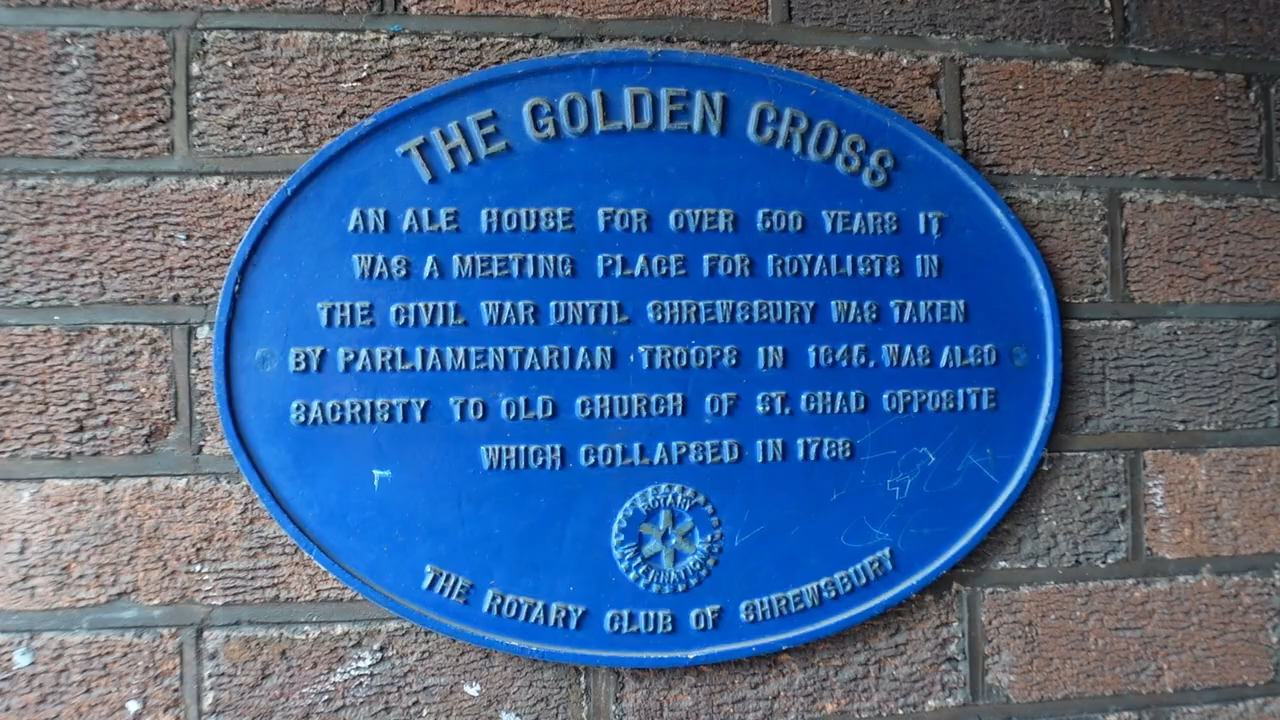 THE GOLDEN CROSS
AN ALE HOUSE FOR OVER 500 YEARS IT
WAS A MEETING PLACE FOR ROYALISTS IN
THE CIVIL WAR UNTIL SHREWSBURY WAS TAKEN
BY PARLIAMENTARIAN TROOPS IN 1645. WAS ALSO
SACRISTY TO OLD CHURCH OF ST. CHAD OPPOSITE
WHICH COLLAPSED IN 1788
ROTARY
INTERNATIONAL
THE ROTARY CLUB OF SHREWSBURY